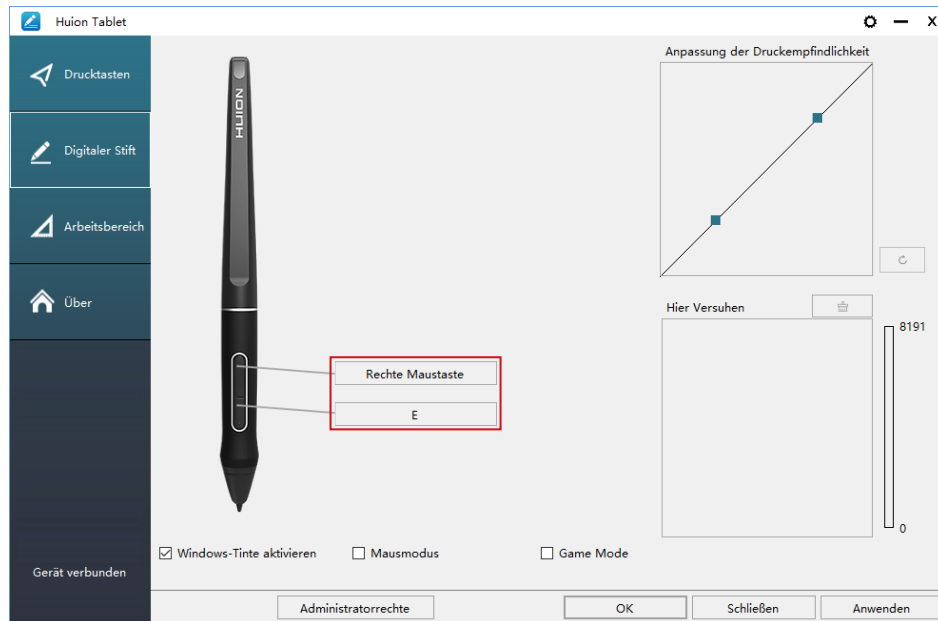 Huion Tablet
Drucktasten
Digitaler Stift
Arbeitsbereich
Über
Gerät verbunden
HUION
Rechte Maustaste
E
Anpassung der Druckempfindlichkeit
Hier Versuhen
8191
0
Windows-Tinte aktivieren
Mausmodus
Game Mode
Administratorrechte
OK
Schließen
Anwenden